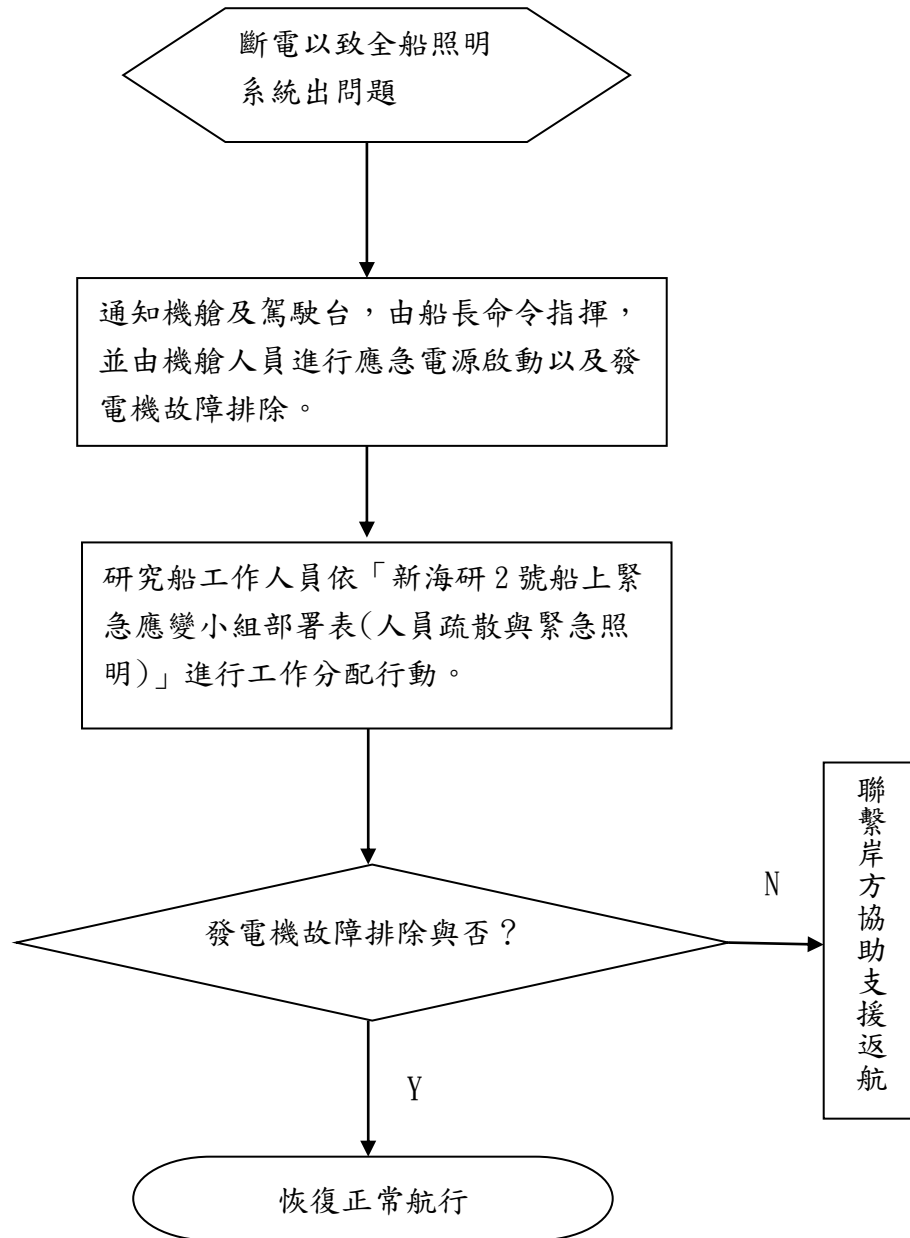 斷電以致全船照明
系統出問題
通知機艙及駕駛台，由船長命令指揮，
並由機艙人員進行應急電源啟動以及發
電機故障排除。
研究船工作人員依「新海研2號船上緊
急應變小組部署表(人員疏散與緊急照
明)」進行工作分配行動。
發電機故障排除與否？
N
聯繫岸方協助支援返航
Y
恢復正常航行